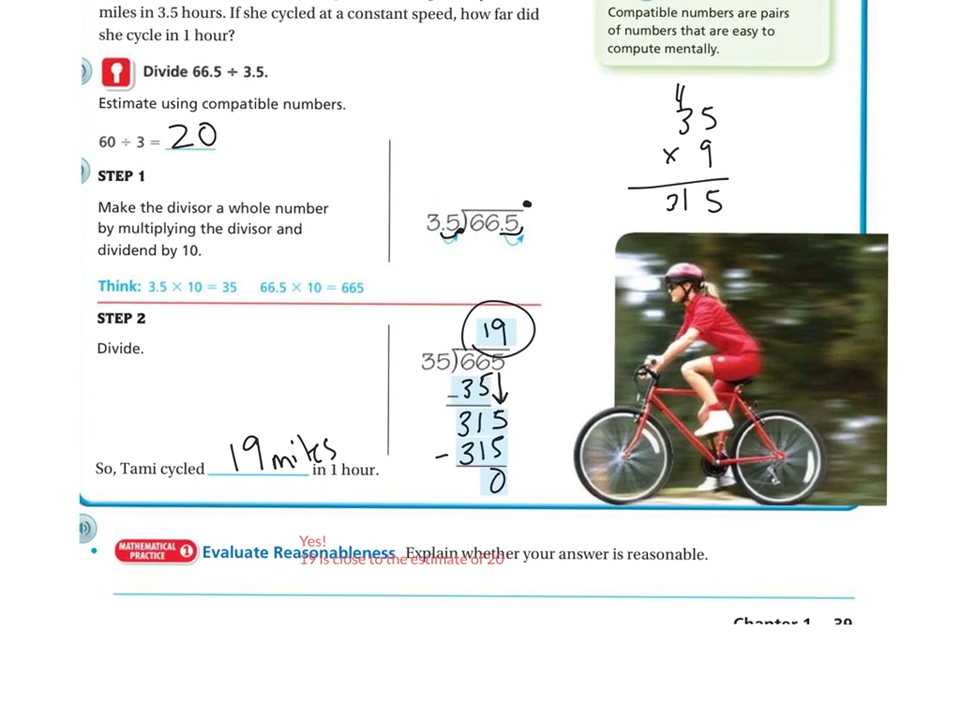 miles in 3.5 hours. If she cycled at a constant speed, how far did
she cycle in 1 hour?
Compatible numbers are pairs
of numbers that are easy to
compute mentally.
Divide 66.5 ÷ 3.5.
Estimate using compatible numbers.
60 ÷ 3 = 20
4
35
x 9
315
STEP 1
Make the divisor a whole number
by multiplying the divisor and
dividend by 10.
3.5)66.5
Think: 3.5 × 10 = 35 66.5 × 10 = 665
STEP 2
Divide.
19
35)665
-35
315
- 315
0
So, Tami cycled 19 miles in 1 hour.
MATHEMATICAL
PRACTICE 1
Evaluate Reasonableness Explain whether your answer is reasonable.
Yes!
19 is close to the estimate of 20